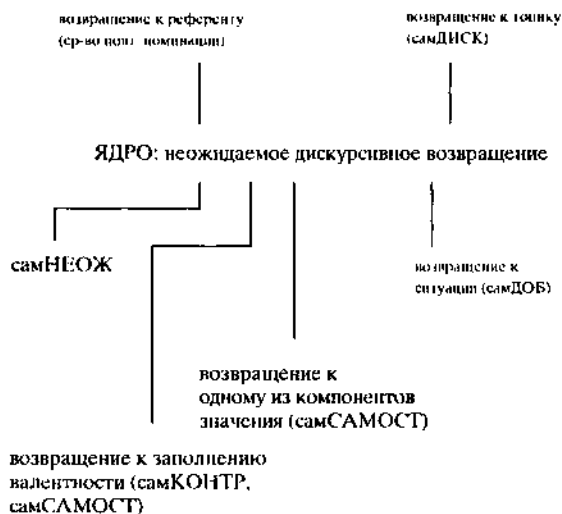 возвращение к референту
(ср-во повт. номинации)
возвращение к топику
(самДИСК)
ЯДРО: неожидаемое дискурсивное возвращение
самНЕОЖ
возвращение к
ситуации (самДОБ)
возвращение к
одному из компонентов
значения (самСАМОСТ)
возвращение к заполнению
валентности (самКОНТР,
самСАМОСТ)